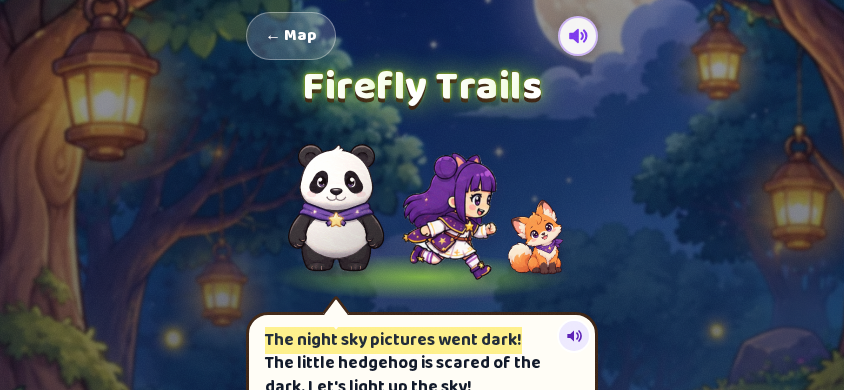 ← Map
Firefly Trails
The night sky pictures went dark!
The little hedgehog is scared of the
dark. Let's light up the sky!